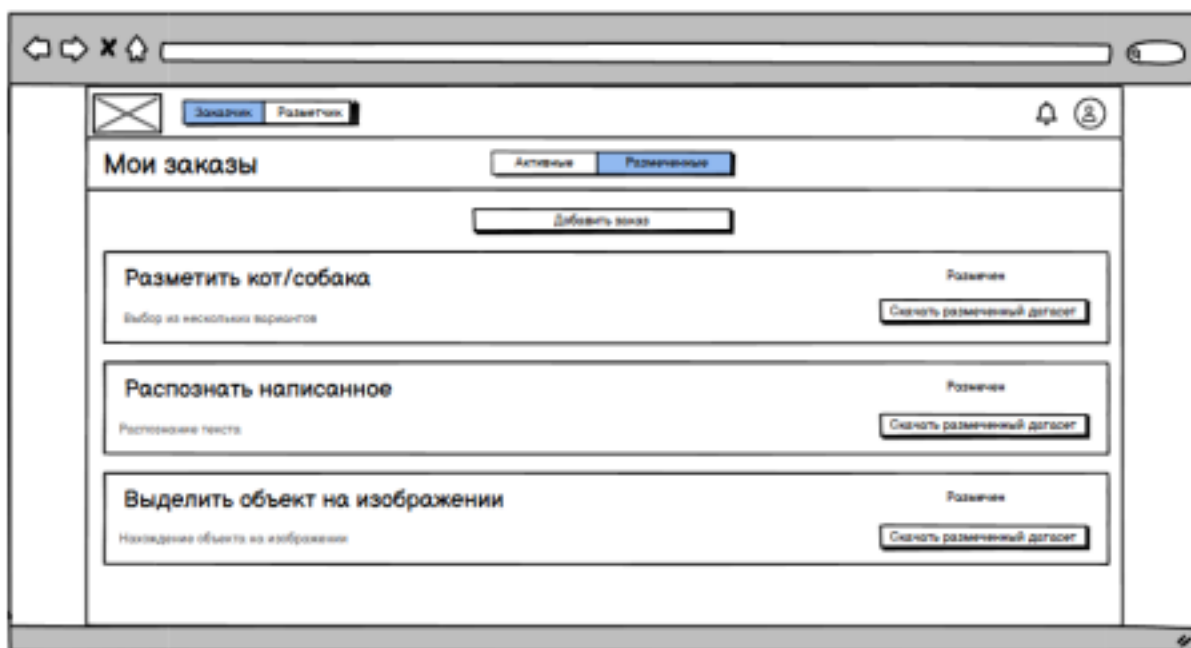 Заказчик Разметчик
Мои заказы
Активные Размеченные
Добавить заказ
Разметить кот/собака
Размечен
Выбор из нескольких вариантов
Скачать размеченный датасет
Распознать написанное
Размечен
Распознание текста
Скачать размеченный датасет
Выделить объект на изображении
Размечен
Нахождение объекта на изображении
Скачать размеченный датасет